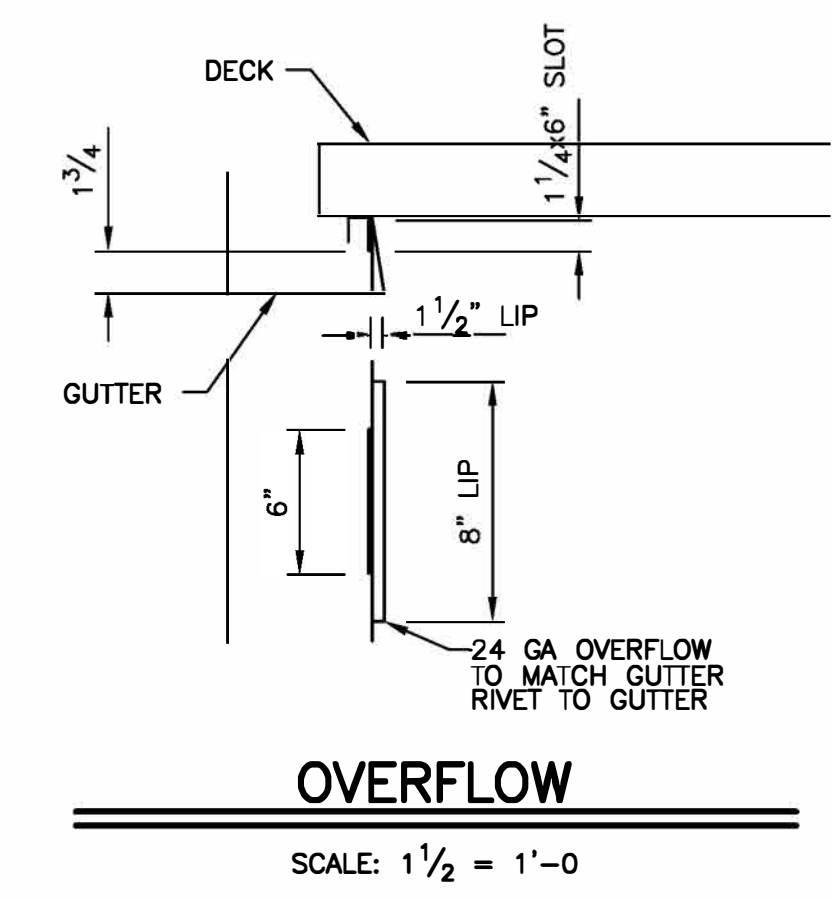 DECK
1 1/4x6" SLOT
1 3/4
1 1/2" LIP
GUTTER
6"
8" LIP
24 GA OVERFLOW
TO MATCH GUTTER
RIVET TO GUTTER
OVERFLOW
SCALE: 1 1/2 = 1'-0